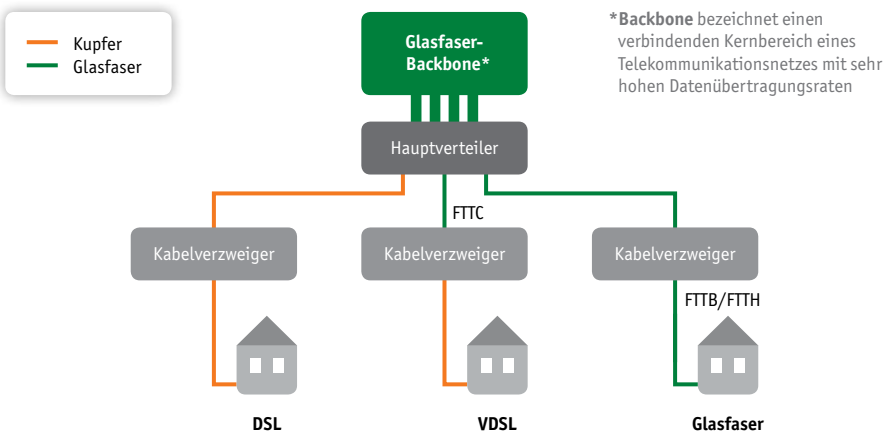 Kupfer
Glasfaser
Glasfaser-
Backbone*
*Backbone bezeichnet einen
verbindenden Kernbereich eines
Telekommunikationsnetzes mit sehr
hohen Datenübertragungsraten
Hauptverteiler
FTTC
Kabelverzweiger
Kabelverzweiger
Kabelverzweiger
FTTB/FTTH
DSL
VDSL
Glasfaser